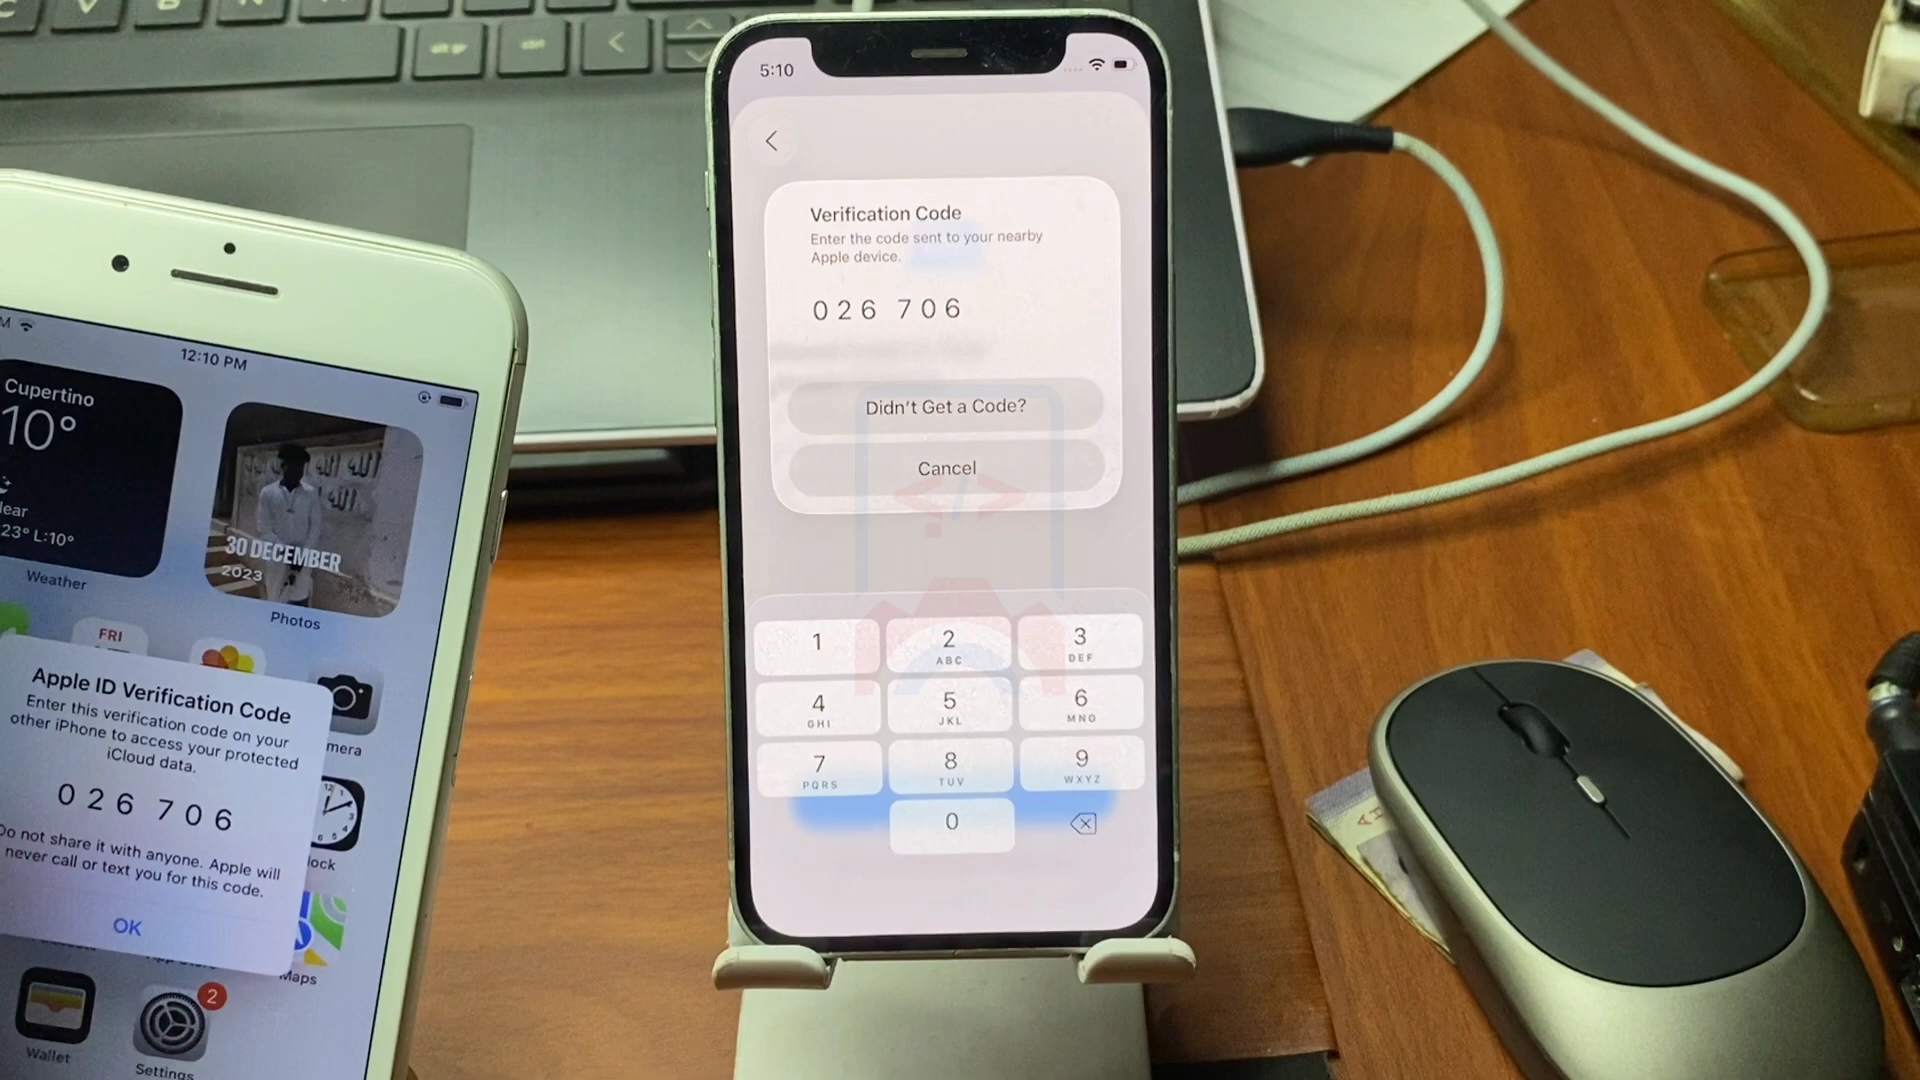 alt gr
ctrl
12:10 PM
Cupertino
10°
23° L:10°
Weather
30 DECEMBER
2023
Photos
FRI
Apple ID Verification Code
Enter this verification code on your
other iPhone to access your protected
iCloud data.
026 706
Do not share it with anyone. Apple will
never call or text you for this code.
OK
Maps
2
Wallet
Settings
5:10
Verification Code
Enter the code sent to your nearby
Apple device.
026 706
Didn't Get a Code?
Cancel
1
2
ABC
3
DEF
4
GHI
5
JKL
6
MNO
7
PQRS
8
TUV
9
WXYZ
0